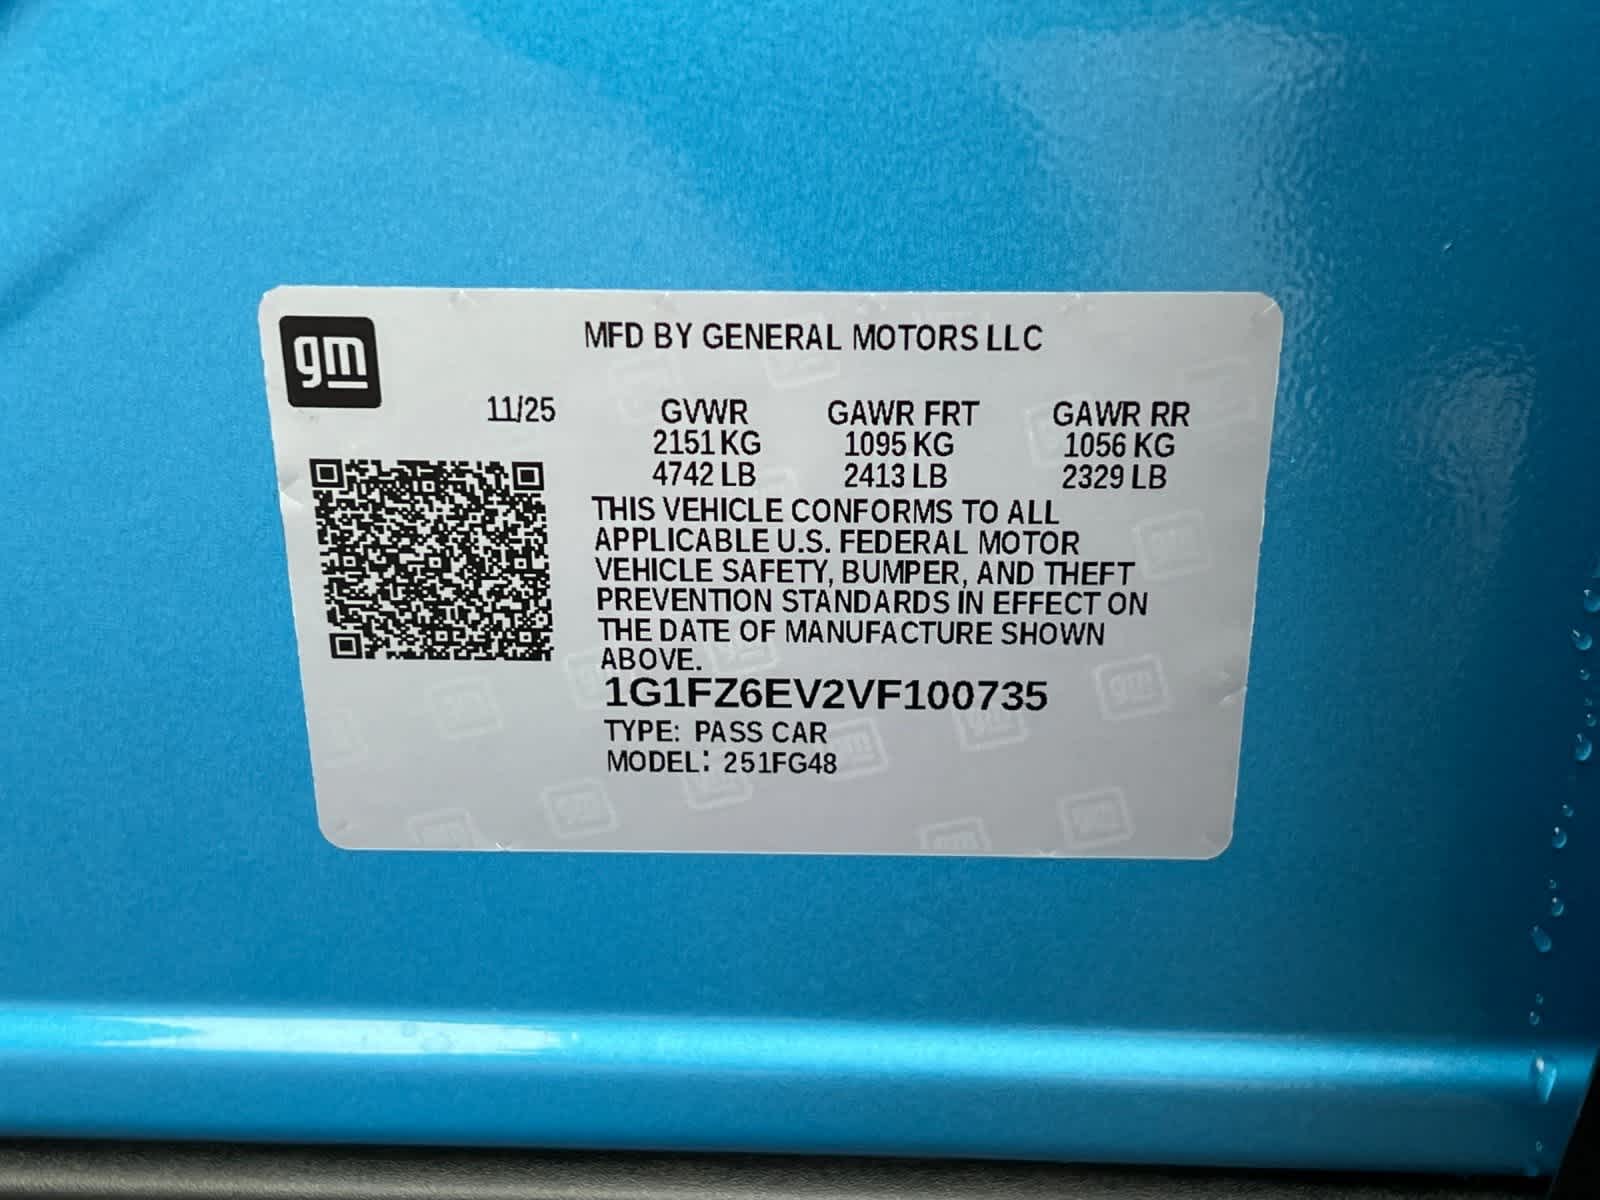 gm
MFD BY GENERAL MOTORS LLC
11/25 GVWR GAWR FRT GAWR RR
2151 KG 1095 KG 1056 KG
4742 LB 2413 LB 2329 LB
THIS VEHICLE CONFORMS TO ALL
APPLICABLE U.S. FEDERAL MOTOR
VEHICLE SAFETY, BUMPER, AND THEFT
PREVENTION STANDARDS IN EFFECT ON
THE DATE OF MANUFACTURE SHOWN
ABOVE.
1G1FZ6EV2VF100735
TYPE: PASS CAR
MODEL: 251FG48